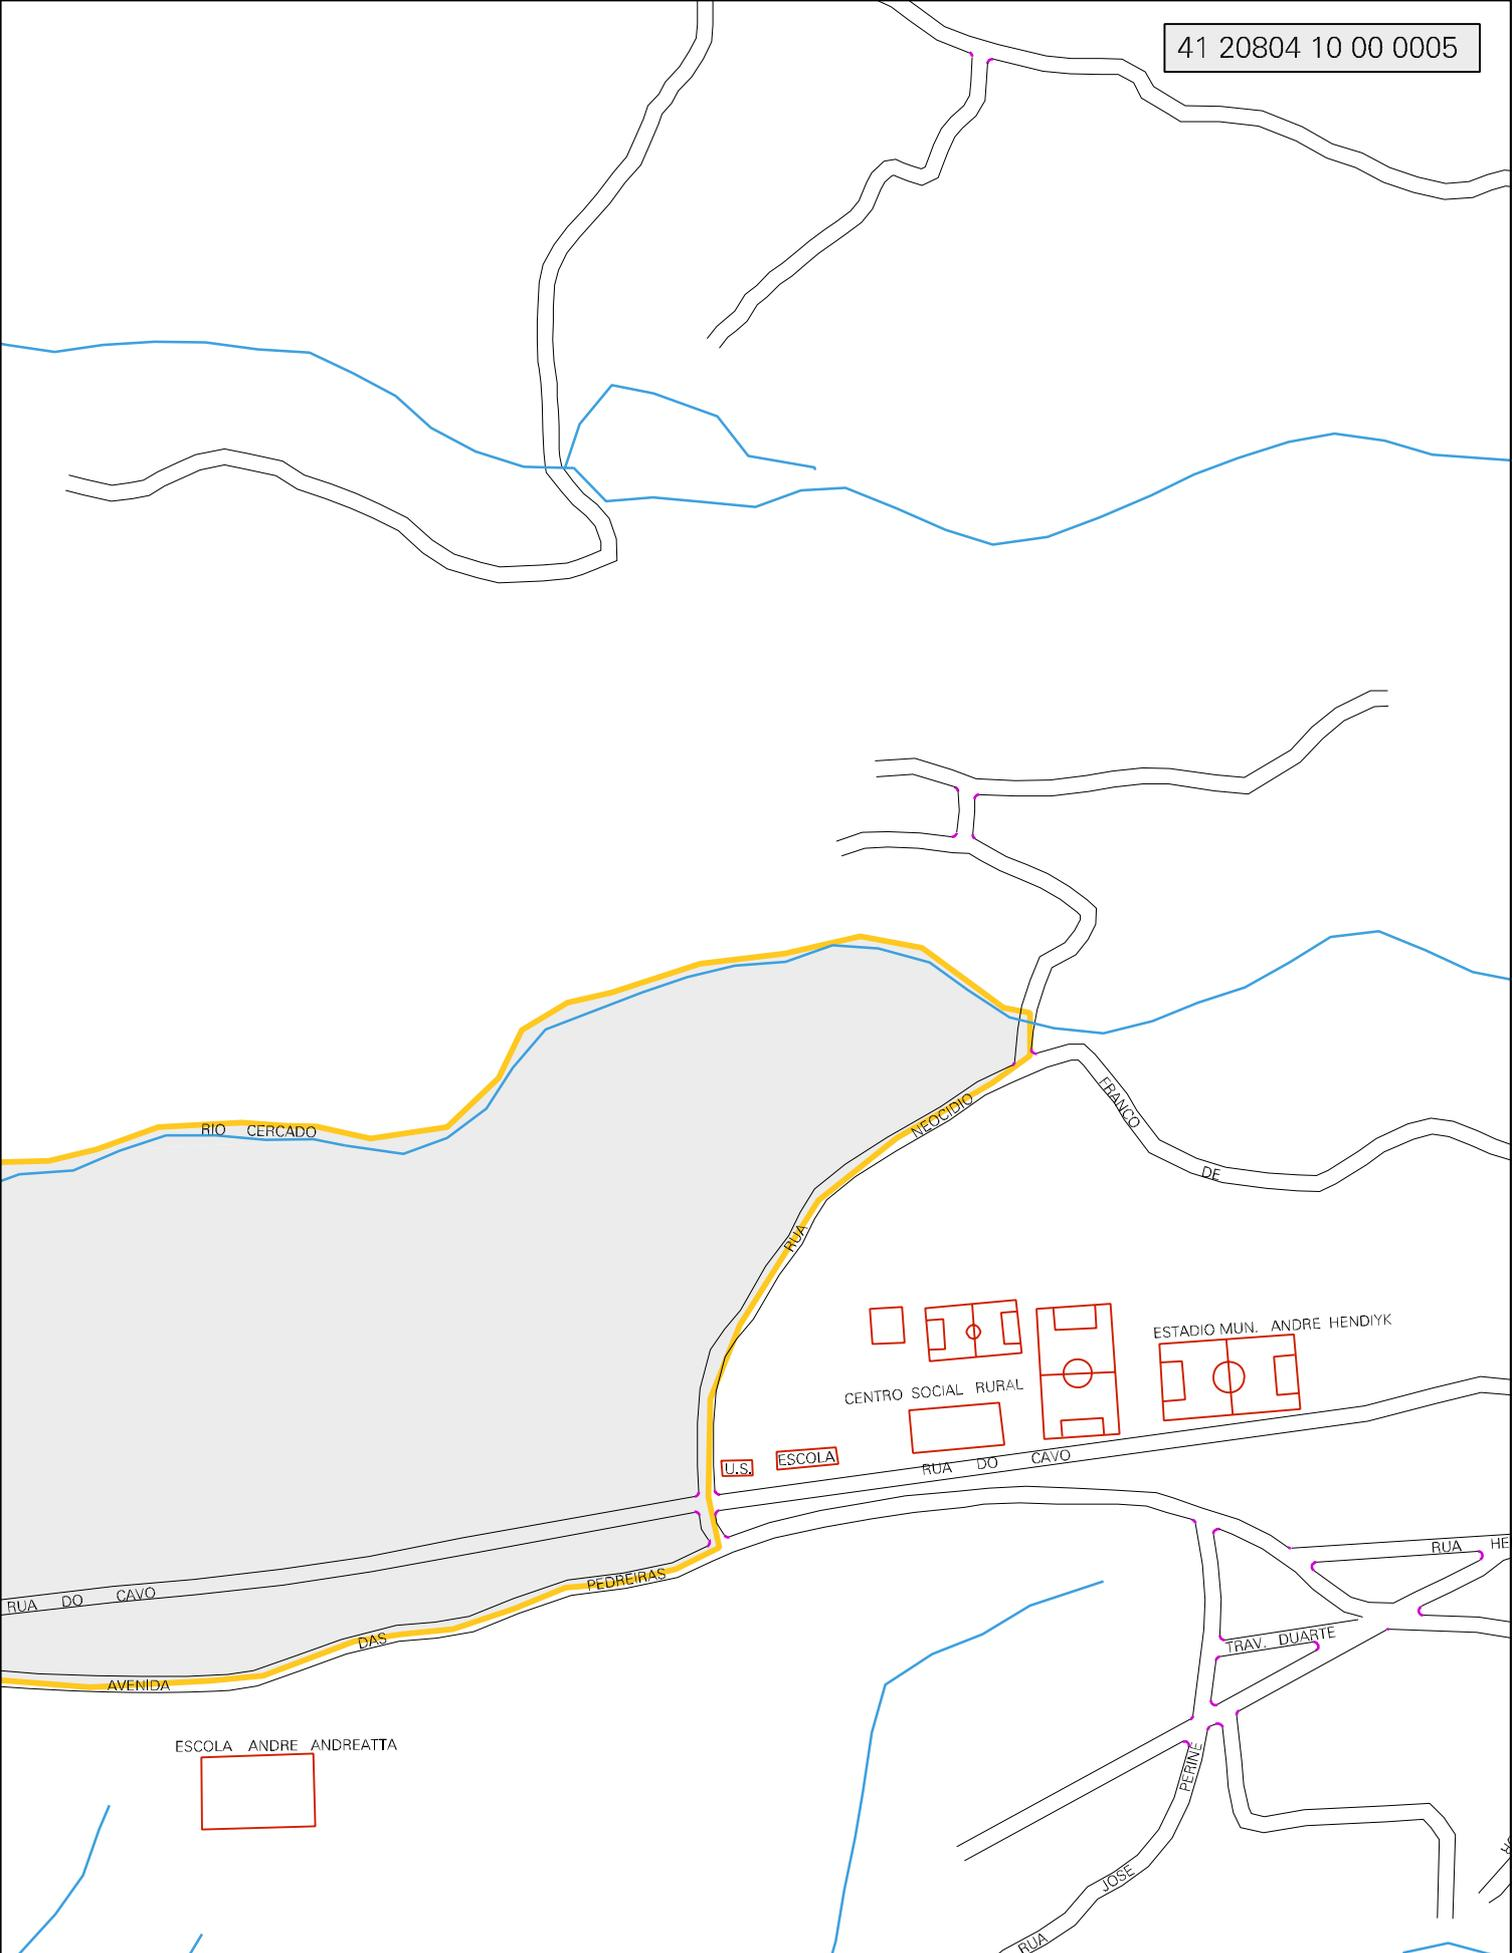 41 20804 10 00 0005
RIO CERCADO
RUA NEOCIDIO
FRANCO
DE
ESTADIO MUN. ANDRE HENDIYK
CENTRO SOCIAL RURAL
U.S.
ESCOLA
RUA DO CAVO
RUA HE
RUA DO CAVO
AVENIDA DAS PEDREIRAS
TRAV. DUARTE
ESCOLA ANDRE ANDREATTA
RUA JOSE PERINE